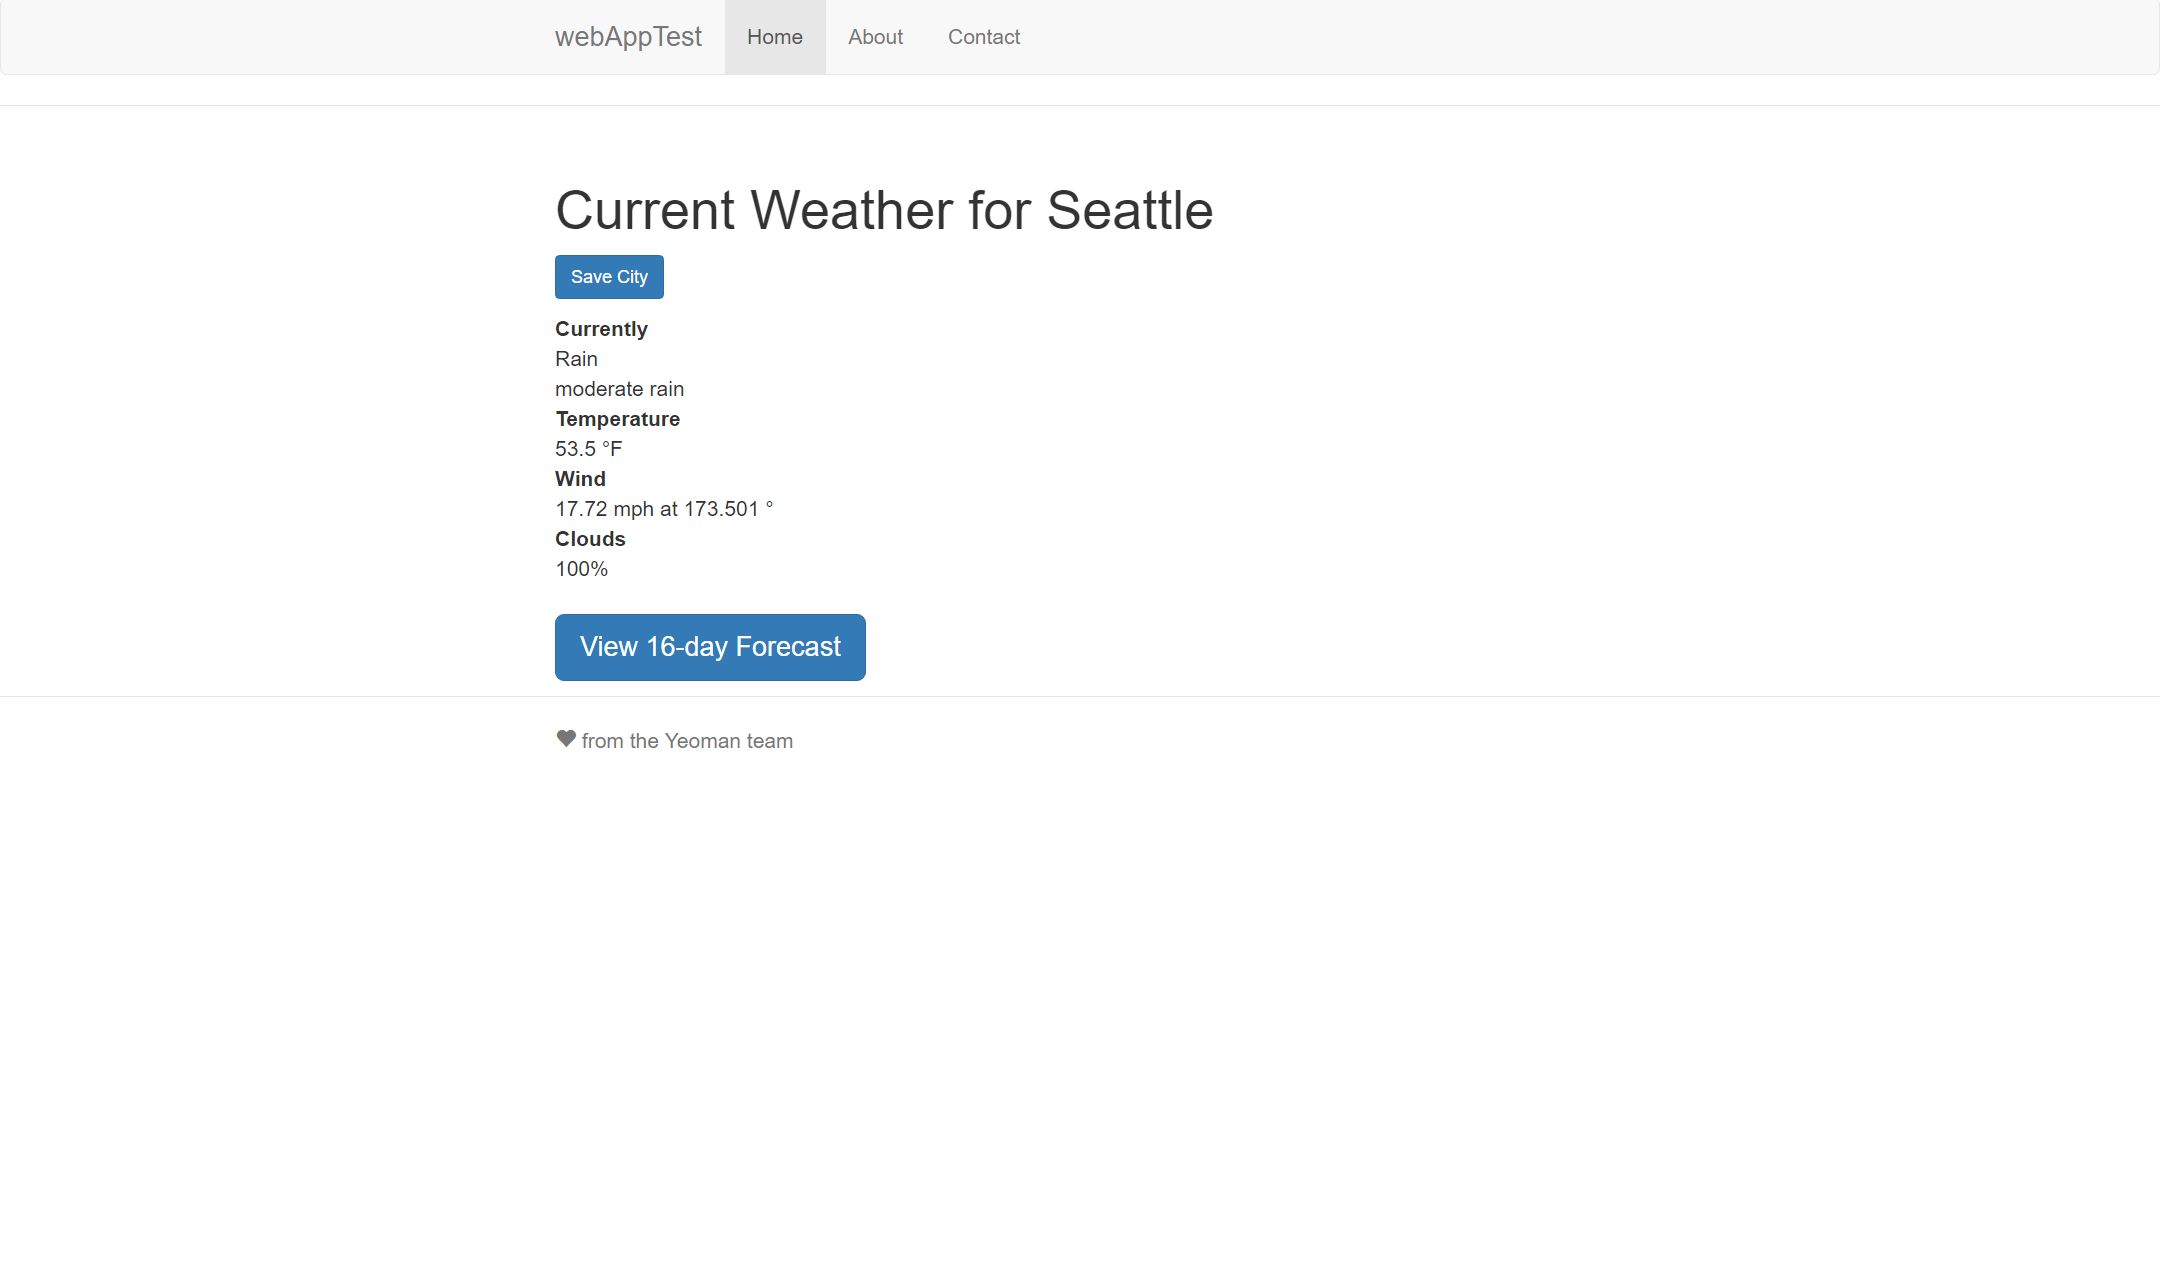 webAppTest Home About Contact
Current Weather for Seattle
Save City
Currently
Rain
moderate rain
Temperature
53.5 °F
Wind
17.72 mph at 173.501 °
Clouds
100%
View 16-day Forecast
♥ from the Yeoman team